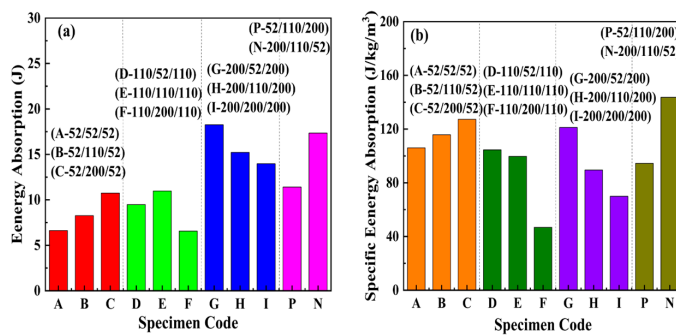 (a)
Eenergy Absorption (J)
30
25
20
15
10
5
0
(P-52/110/200)
(N-200/110/52)
(D-110/52/110)
(E-110/110/110)
(F-110/200/110)
(G-200/52/200)
(H-200/110/200)
(I-200/200/200)
(A-52/52/52)
(B-52/110/52)
(C-52/200/52)
A B C D E F G H I P N
Specimen Code
(b)
Specific Eenergy Absorption (J/kg/m³)
200
160
120
80
40
0
(P-52/110/200)
(N-200/110/52)
(A-52/52/52)
(B-52/110/52)
(C-52/200/52)
(D-110/52/110)
(E-110/110/110)
(F-110/200/110)
(G-200/52/200)
(H-200/110/200)
(I-200/200/200)
A B C D E F G H I P N
Specimen Code